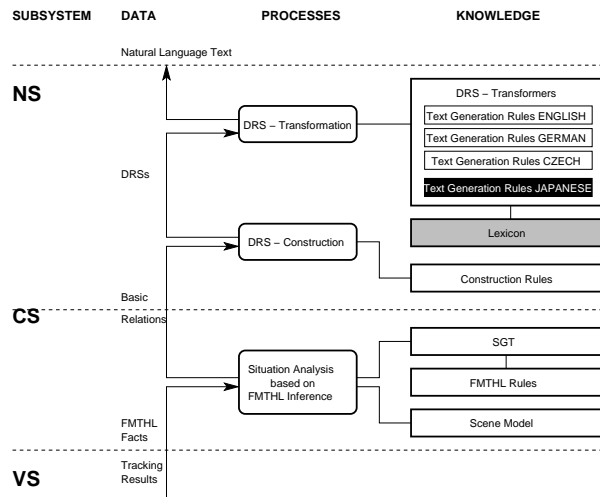 SUBSYSTEM DATA PROCESSES KNOWLEDGE
Natural Language Text
NS
DRS – Transformers
Text Generation Rules ENGLISH
DRS – Transformation
Text Generation Rules GERMAN
Text Generation Rules CZECH
DRSs
Text Generation Rules JAPANESE
Lexicon
DRS – Construction
Construction Rules
Basic
CS
Relations
SGT
Situation Analysis
based on
FMTHL Inference
FMTHL Rules
Scene Model
FMTHL
Facts
Tracking
Results
VS